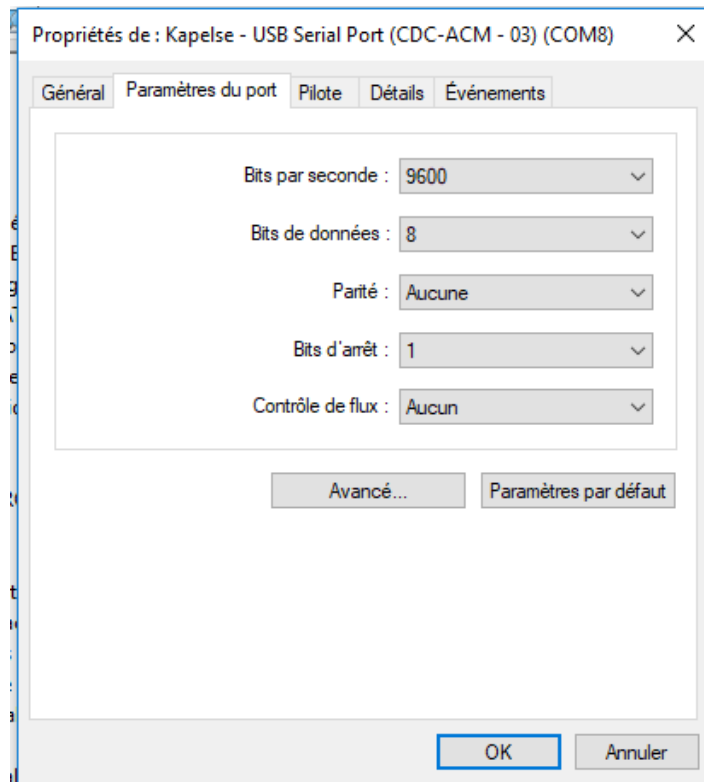 Propriétés de : Kapelse - USB Serial Port (CDC-ACM - 03) (COM8)
Général Paramètres du port Pilote Détails Événements
Bits par seconde : 9600
Bits de données : 8
Parité : Aucune
Bits d'arrêt : 1
Contrôle de flux : Aucun
Avancé... Paramètres par défaut
OK Annuler